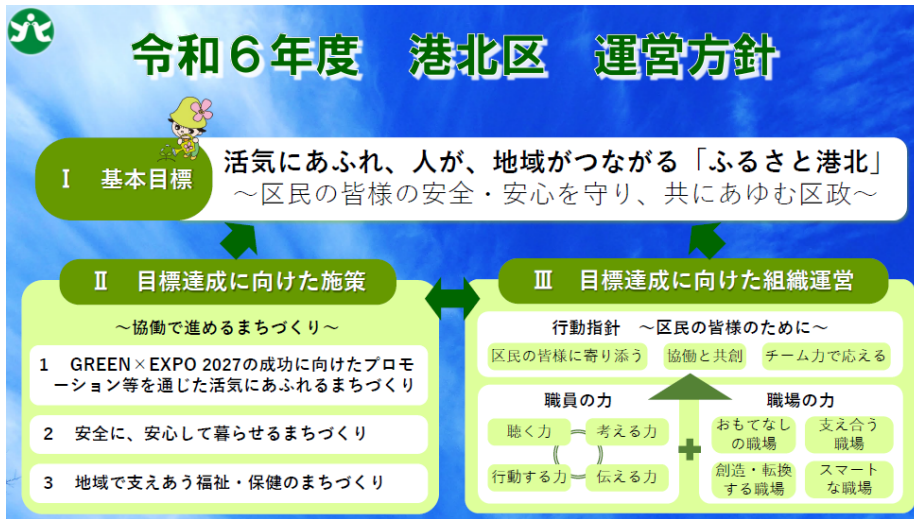 令和６年度　港北区　運営方針
Ⅰ　基本目標
活気にあふれ、人が、地域がつながる「ふるさと港北」
～区民の皆様の安全・安心を守り、共にあゆむ区政～
Ⅱ　目標達成に向けた施策
～協働で進めるまちづくり～
1　GREEN×EXPO 2027の成功に向けたプロモ
ーション等を通じた活気にあふれるまちづくり
2　安全に、安心して暮らせるまちづくり
3　地域で支えあう福祉・保健のまちづくり
Ⅲ　目標達成に向けた組織運営
行動指針　～区民の皆様のために～
区民の皆様に寄り添う
協働と共創
チーム力で応える
職員の力
聴く力
考える力
行動する力
伝える力
職場の力
おもてなし
の職場
支え合う
職場
創造・転換
する職場
スマート
な職場